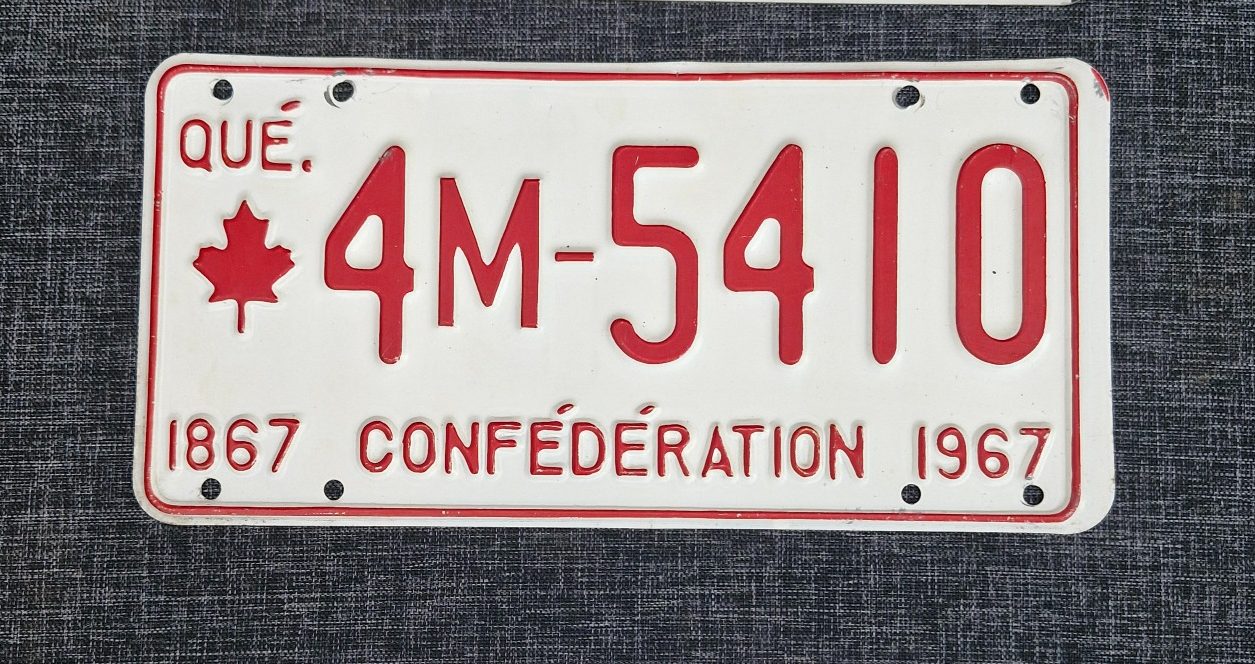 QUÉ.
4M-5410
1867 CONFÉDÉRATION 1967